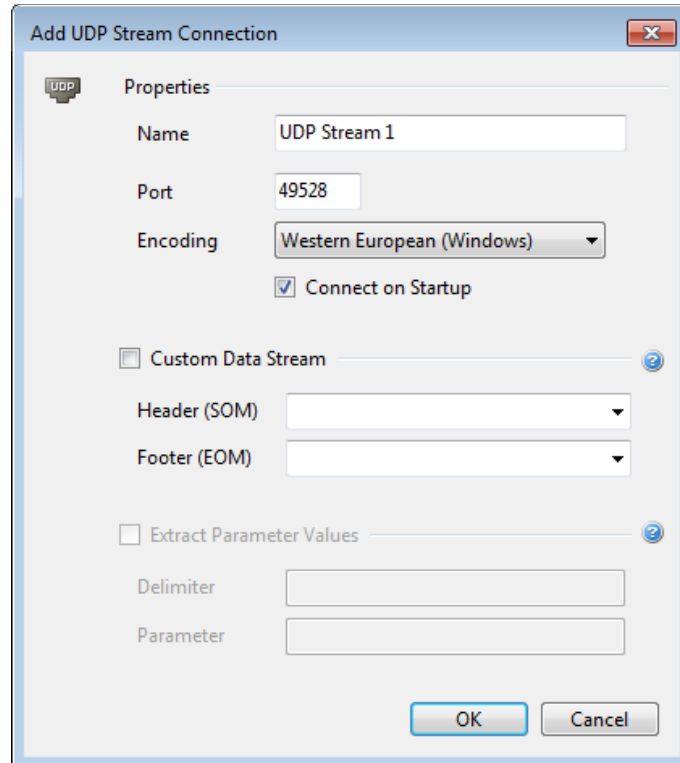 Add UDP Stream Connection
UDP Properties
Name UDP Stream 1
Port 49528
Encoding Western European (Windows)
Connect on Startup
Custom Data Stream ?
Header (SOM)
Footer (EOM)
Extract Parameter Values ?
Delimiter
Parameter
OK Cancel